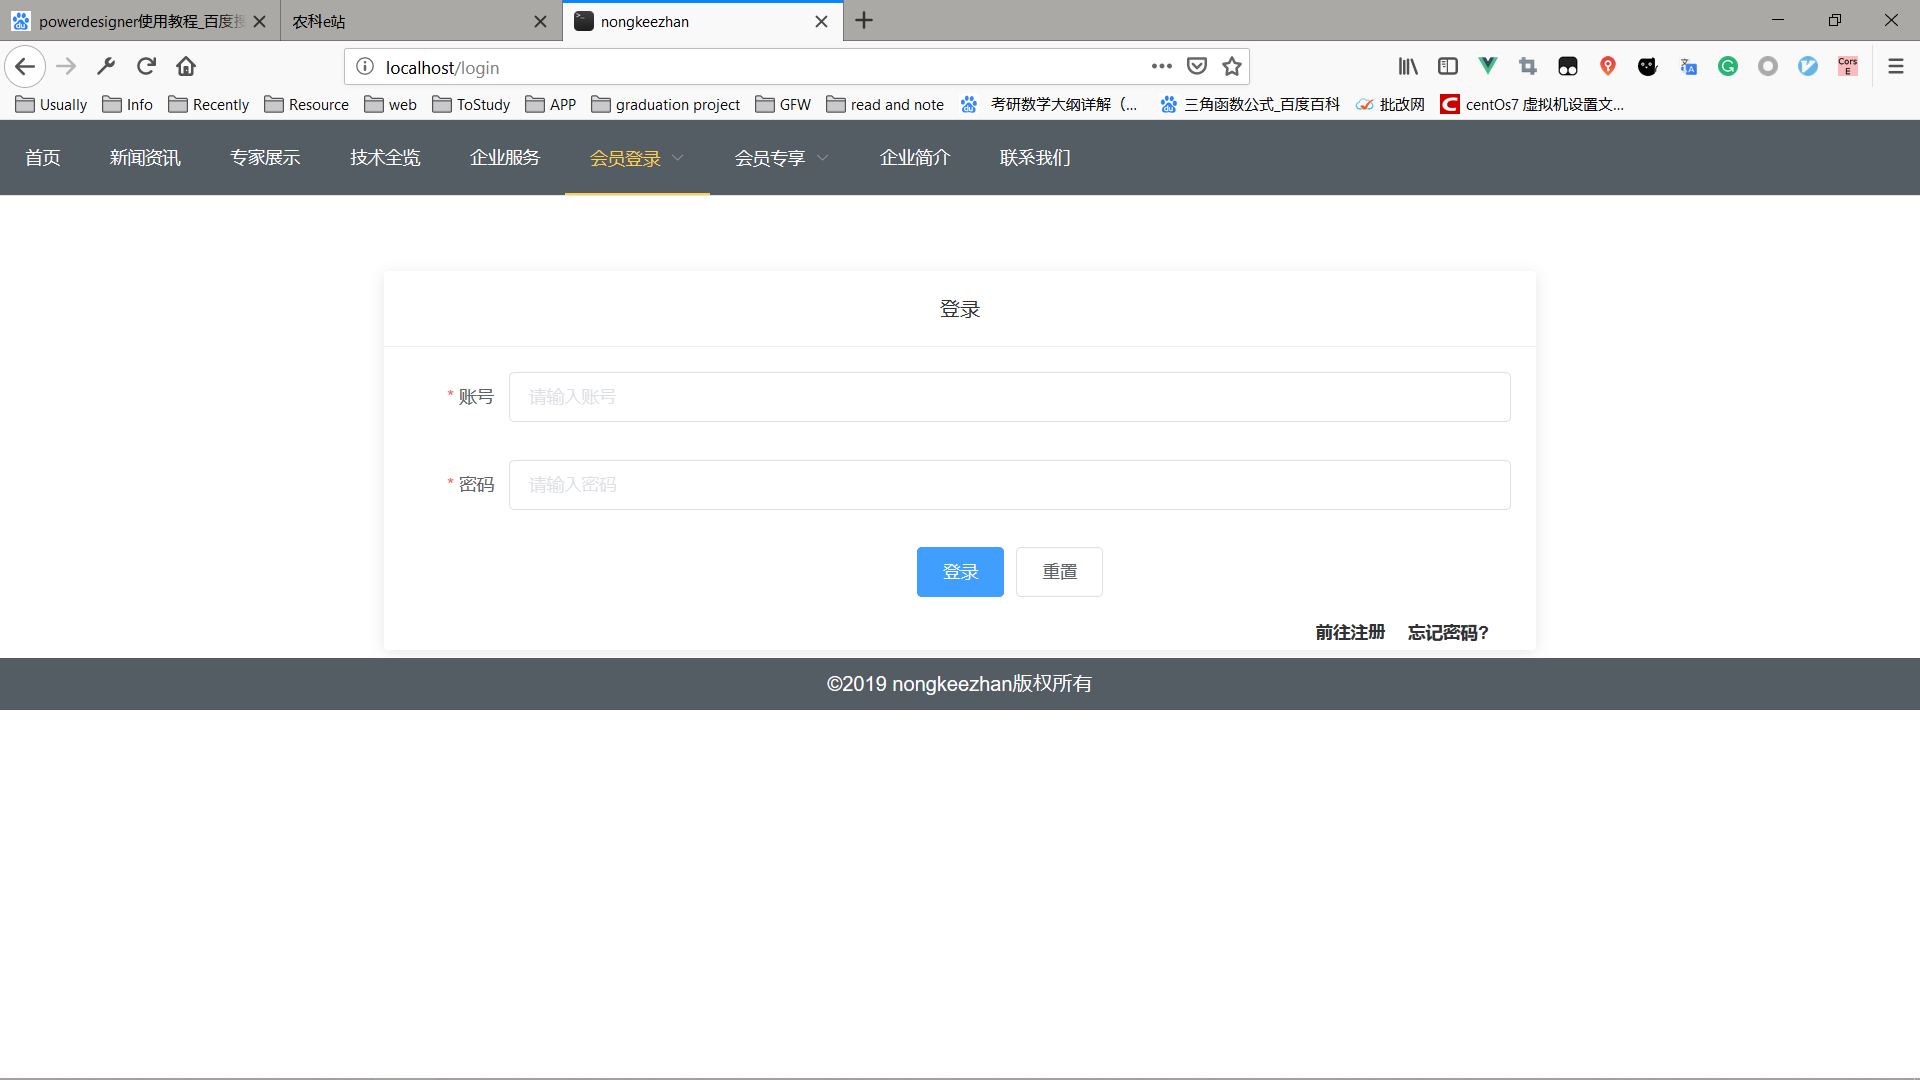 powerdesigner使用教程_百度搜
农科e站
nongkeezhan
localhost/login
Cors
E
Usually
Info
Recently
Resource
web
ToStudy
APP
graduation project
GFW
read and note
考研数学大纲详解（...
三角函数公式_百度百科
批改网
centOs7 虚拟机设置文...
首页
新闻资讯
专家展示
技术全览
企业服务
会员登录
会员专享
企业简介
联系我们
登录
* 账号
请输入账号
* 密码
请输入密码
登录
重置
前往注册
忘记密码?
©2019 nongkeezhan版权所有